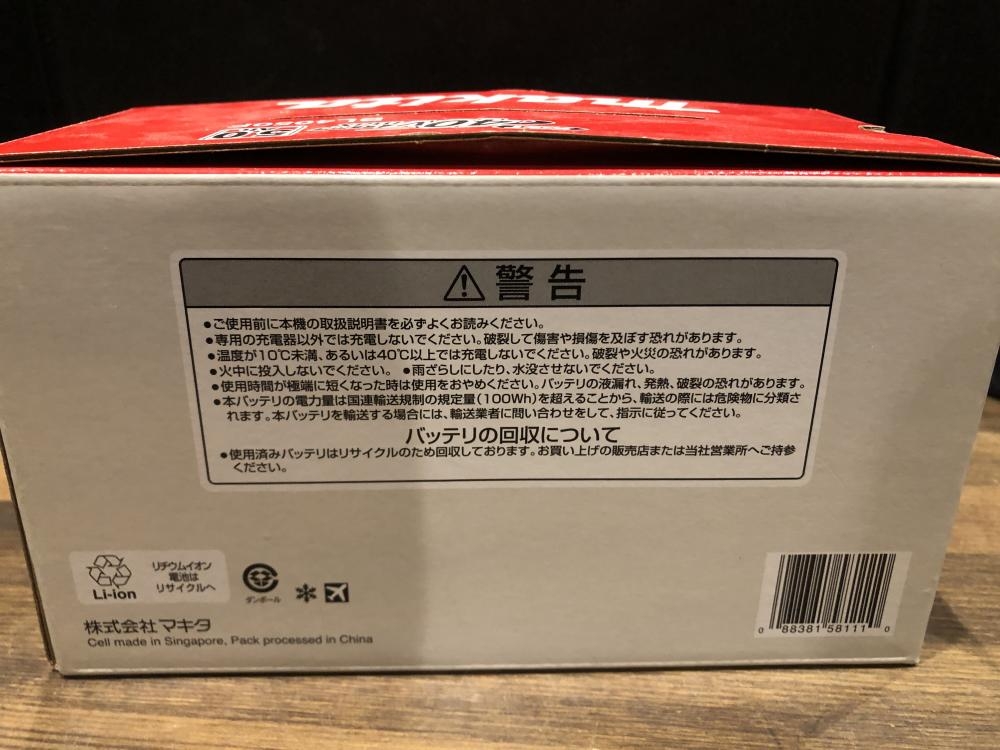 makita
⚠警告
●ご使用前に本機の取扱説明書を必ずよくお読みください。
●専用の充電器以外では充電しないでください。破裂して傷害や損傷を及ぼす恐れがあります。
●温度が10℃未満、あるいは40℃以上では充電しないでください。破裂や火災の恐れがあります。
●火中に投入しないでください。 ●雨ざらしにしたり、水没させないでください。
●使用時間が極端に短くなった時は使用をおやめください。バッテリの液漏れ、発熱、破裂の恐れがあります。
●本バッテリの電力量は国連輸送規制の規定量(100Wh)を超えることから、輸送の際には危険物に分類さ
れます。本バッテリを輸送する場合には、輸送業者に問い合わせをして、指示に従ってください。
バッテリの回収について
●使用済みバッテリはリサイクルのため回収しております。お買い上げの販売店または当社営業所へご持参
ください。
リチウムイオン
電池は
リサイクルへ
Li-ion
ダンボール
株式会社マキタ
Cell made in Singapore, Pack processed in China
0 88381 58111 0